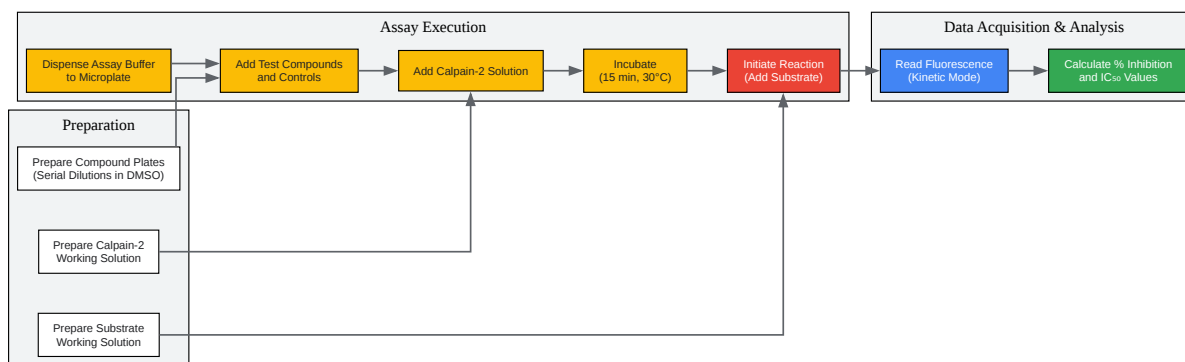 Assay Execution
Dispense Assay Buffer
to Microplate
Add Test Compounds
and Controls
Add Calpain-2 Solution
Incubate
(15 min, 30°C)
Initiate Reaction
(Add Substrate)
Data Acquisition & Analysis
Read Fluorescence
(Kinetic Mode)
Calculate % Inhibition
and IC₅₀ Values
Preparation
Prepare Compound Plates
(Serial Dilutions in DMSO)
Prepare Calpain-2
Working Solution
Prepare Substrate
Working Solution